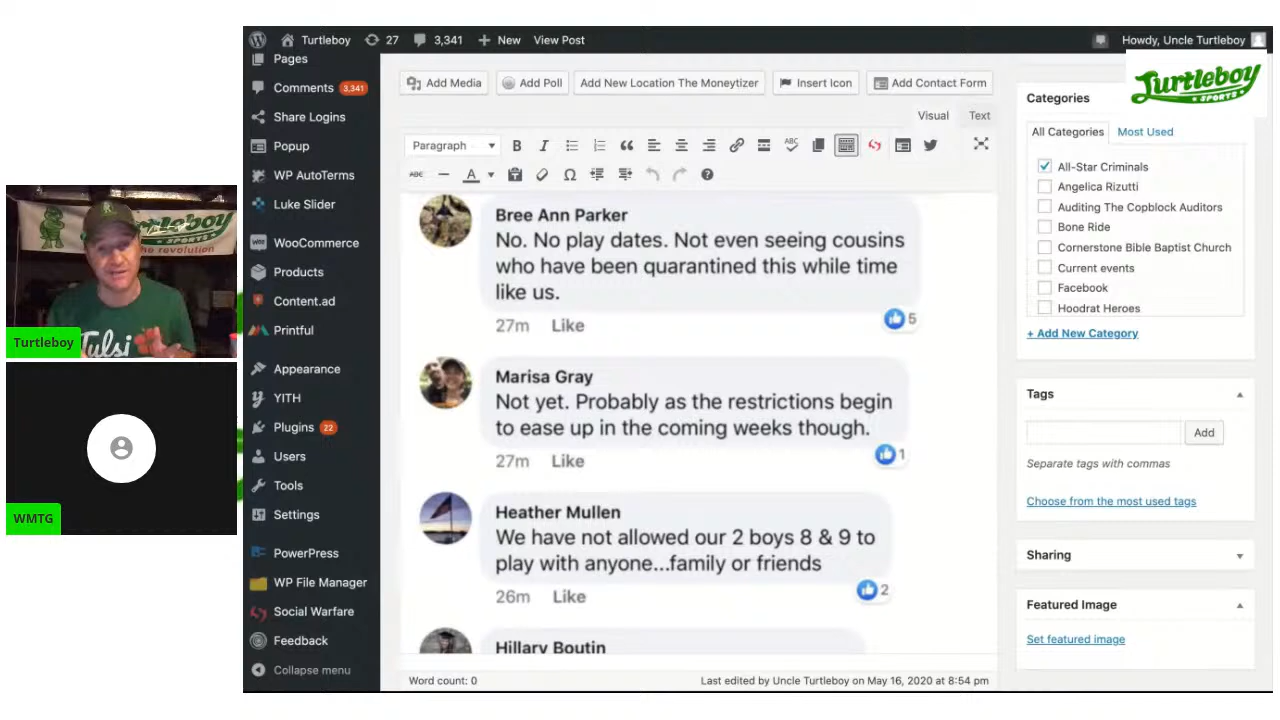 Turtleboy
27
3,341
New
View Post
Howdy, Uncle Turtleboy
Turtleboy
SPORTS
Pages
Comments 3,341
Share Logins
Popup
WP AutoTerms
Luke Slider
WooCommerce
Products
Content.ad
Printful
Appearance
YITH
Plugins 22
Users
Tools
Settings
PowerPress
WP File Manager
Social Warfare
Feedback
Collapse menu
Turtleboy
SPORTS
Tulsi
Turtleboy
WMTG
Add Media
Add Poll
Add New Location The Moneytizer
Insert Icon
Add Contact Form
Visual
Text
Paragraph
B
I
ABC
ABC
A
Ω
Bree Ann Parker
No. No play dates. Not even seeing cousins
who have been quarantined this while time
like us.
27m Like
5
Marisa Gray
Not yet. Probably as the restrictions begin
to ease up in the coming weeks though.
27m Like
1
Heather Mullen
We have not allowed our 2 boys 8 & 9 to
play with anyone...family or friends
26m Like
2
Hillary Boutin
Word count: 0
Last edited by Uncle Turtleboy on May 16, 2020 at 8:54 pm
Categories
All Categories
Most Used
All-Star Criminals
Angelica Rizutti
Auditing The Copblock Auditors
Bone Ride
Cornerstone Bible Baptist Church
Current events
Facebook
Hoodrat Heroes
+ Add New Category
Tags
Add
Separate tags with commas
Choose from the most used tags
Sharing
Featured Image
Set featured image